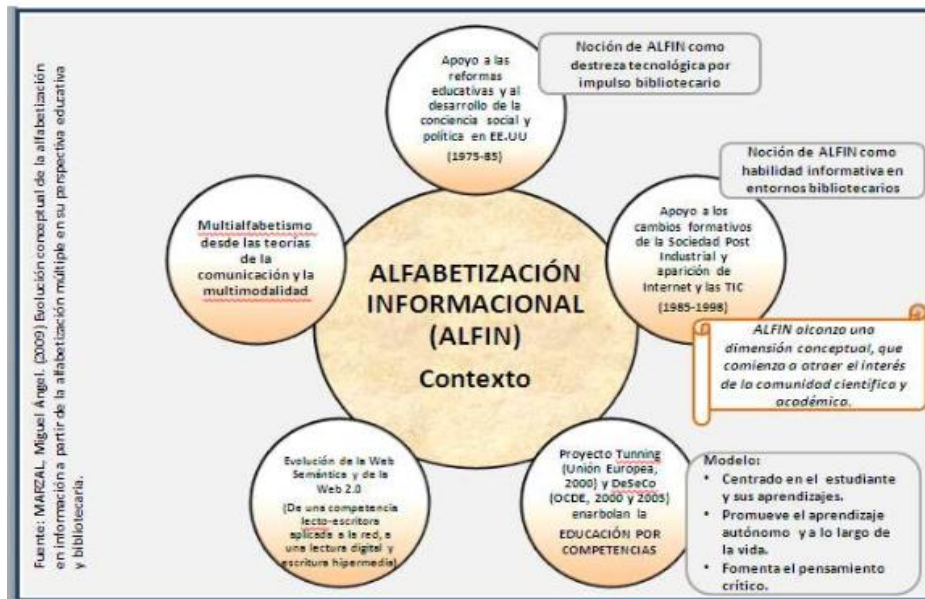 Apoyo a las
reformas
educativas y al
desarrollo de la
conciencia social y
política en EE.UU
(1975-85)
Noción de ALFIN como
destreza tecnológica por
impulso bibliotecario
Noción de ALFIN como
habilidad informativa en
entornos bibliotecarios
Apoyo a los
cambios formativos
de la Sociedad Post
Industrial y
aparición de
Internet y las TIC
(1985-1998)
ALFIN alcanza una
dimensión conceptual, que
comienza a atraer el interés
de la comunidad científica y
académica.
Multialfabetismo
desde las teorías
de la
comunicación y la
multimodalidad
ALFABETIZACIÓN
INFORMACIONAL
(ALFIN)
Contexto
Evolución de la Web
Semántica y de la
Web 2.0
(De una competencia
lecto-escritora
aplicada a la red, a
una lectura digital y
escritura hipermedia)
Proyecto Tunning
(Unión Europea,
2000) y DeSeCo
(OCDE, 2000 y 2005)
enarbolan la
EDUCACIÓN POR
COMPETENCIAS
Modelo:
• Centrado en el estudiante
y sus aprendizajes.
• Promueve el aprendizaje
autónomo y a lo largo de
la vida.
• Fomenta el pensamiento
crítico.
Fuente: MARZAL, Miguel Ángel. (2009) Evolución conceptual de la alfabetización
en información a partir de la alfabetización múltiple en su perspectiva educativa
y bibliotecaria.